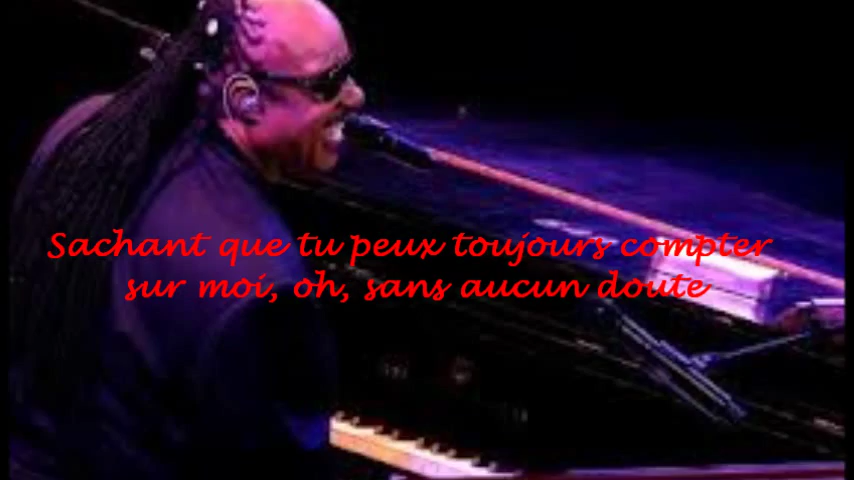 Sachant que tu peux toujours compter
sur moi, oh, sans aucun doute